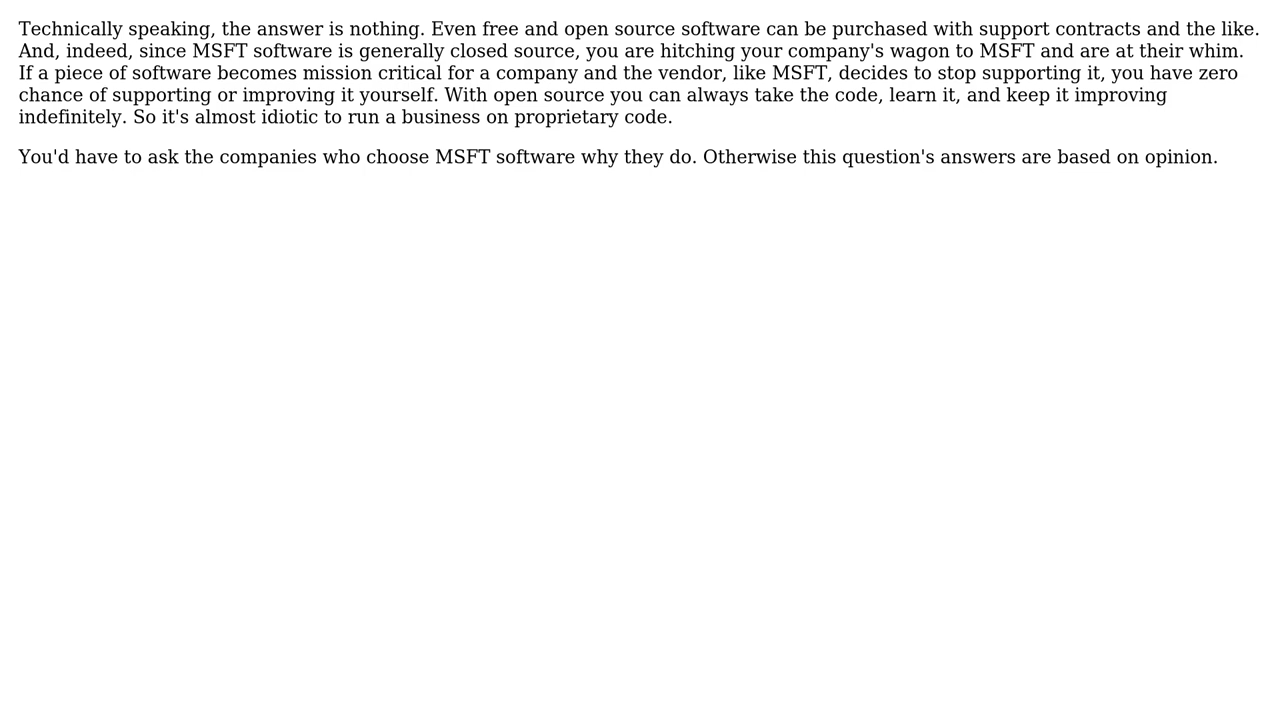 Technically speaking, the answer is nothing. Even free and open source software can be purchased with support contracts and the like.
And, indeed, since MSFT software is generally closed source, you are hitching your company's wagon to MSFT and are at their whim.
If a piece of software becomes mission critical for a company and the vendor, like MSFT, decides to stop supporting it, you have zero
chance of supporting or improving it yourself. With open source you can always take the code, learn it, and keep it improving
indefinitely. So it's almost idiotic to run a business on proprietary code.
You'd have to ask the companies who choose MSFT software why they do. Otherwise this question's answers are based on opinion.